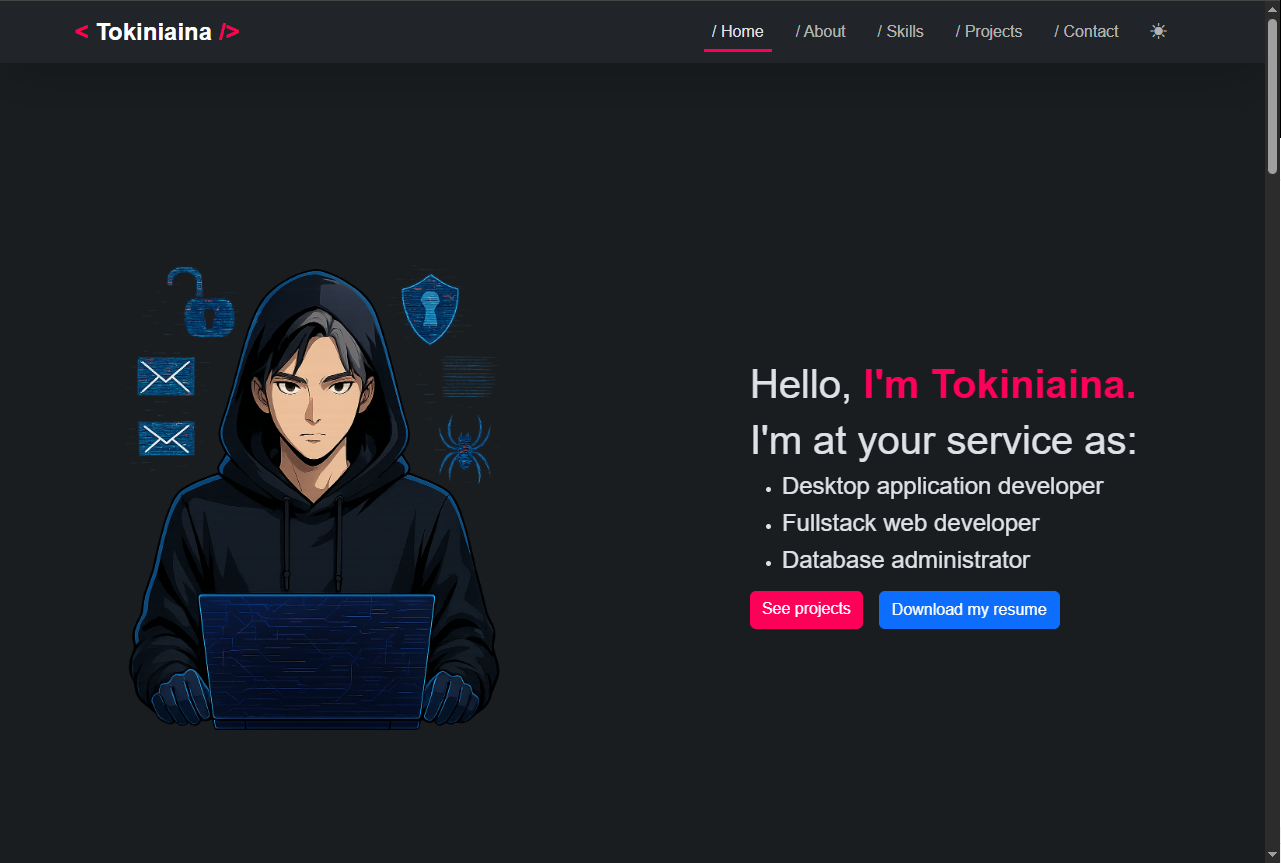 < Tokiniaina />
/ Home
/ About
/ Skills
/ Projects
/ Contact
Hello, I'm Tokiniaina.
I'm at your service as:
Desktop application developer
Fullstack web developer
Database administrator
See projects
Download my resume